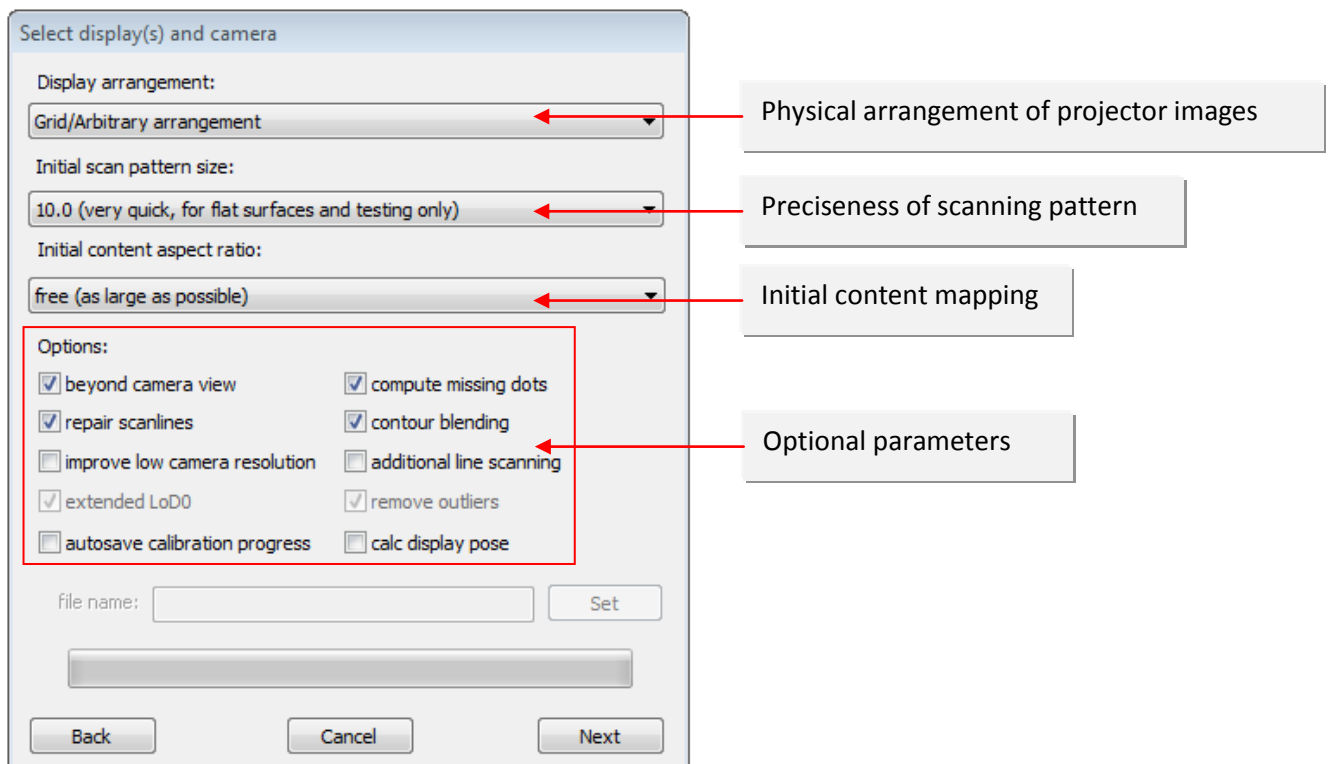 Select display(s) and camera
Display arrangement:
Grid/Arbitrary arrangement
Physical arrangement of projector images
Initial scan pattern size:
10.0 (very quick, for flat surfaces and testing only)
Preciseness of scanning pattern
Initial content aspect ratio:
free (as large as possible)
Initial content mapping
Options:
beyond camera view
compute missing dots
repair scanlines
contour blending
Optional parameters
improve low camera resolution
additional line scanning
extended LoD0
remove outliers
autosave calibration progress
calc display pose
file name:
Set
Back
Cancel
Next